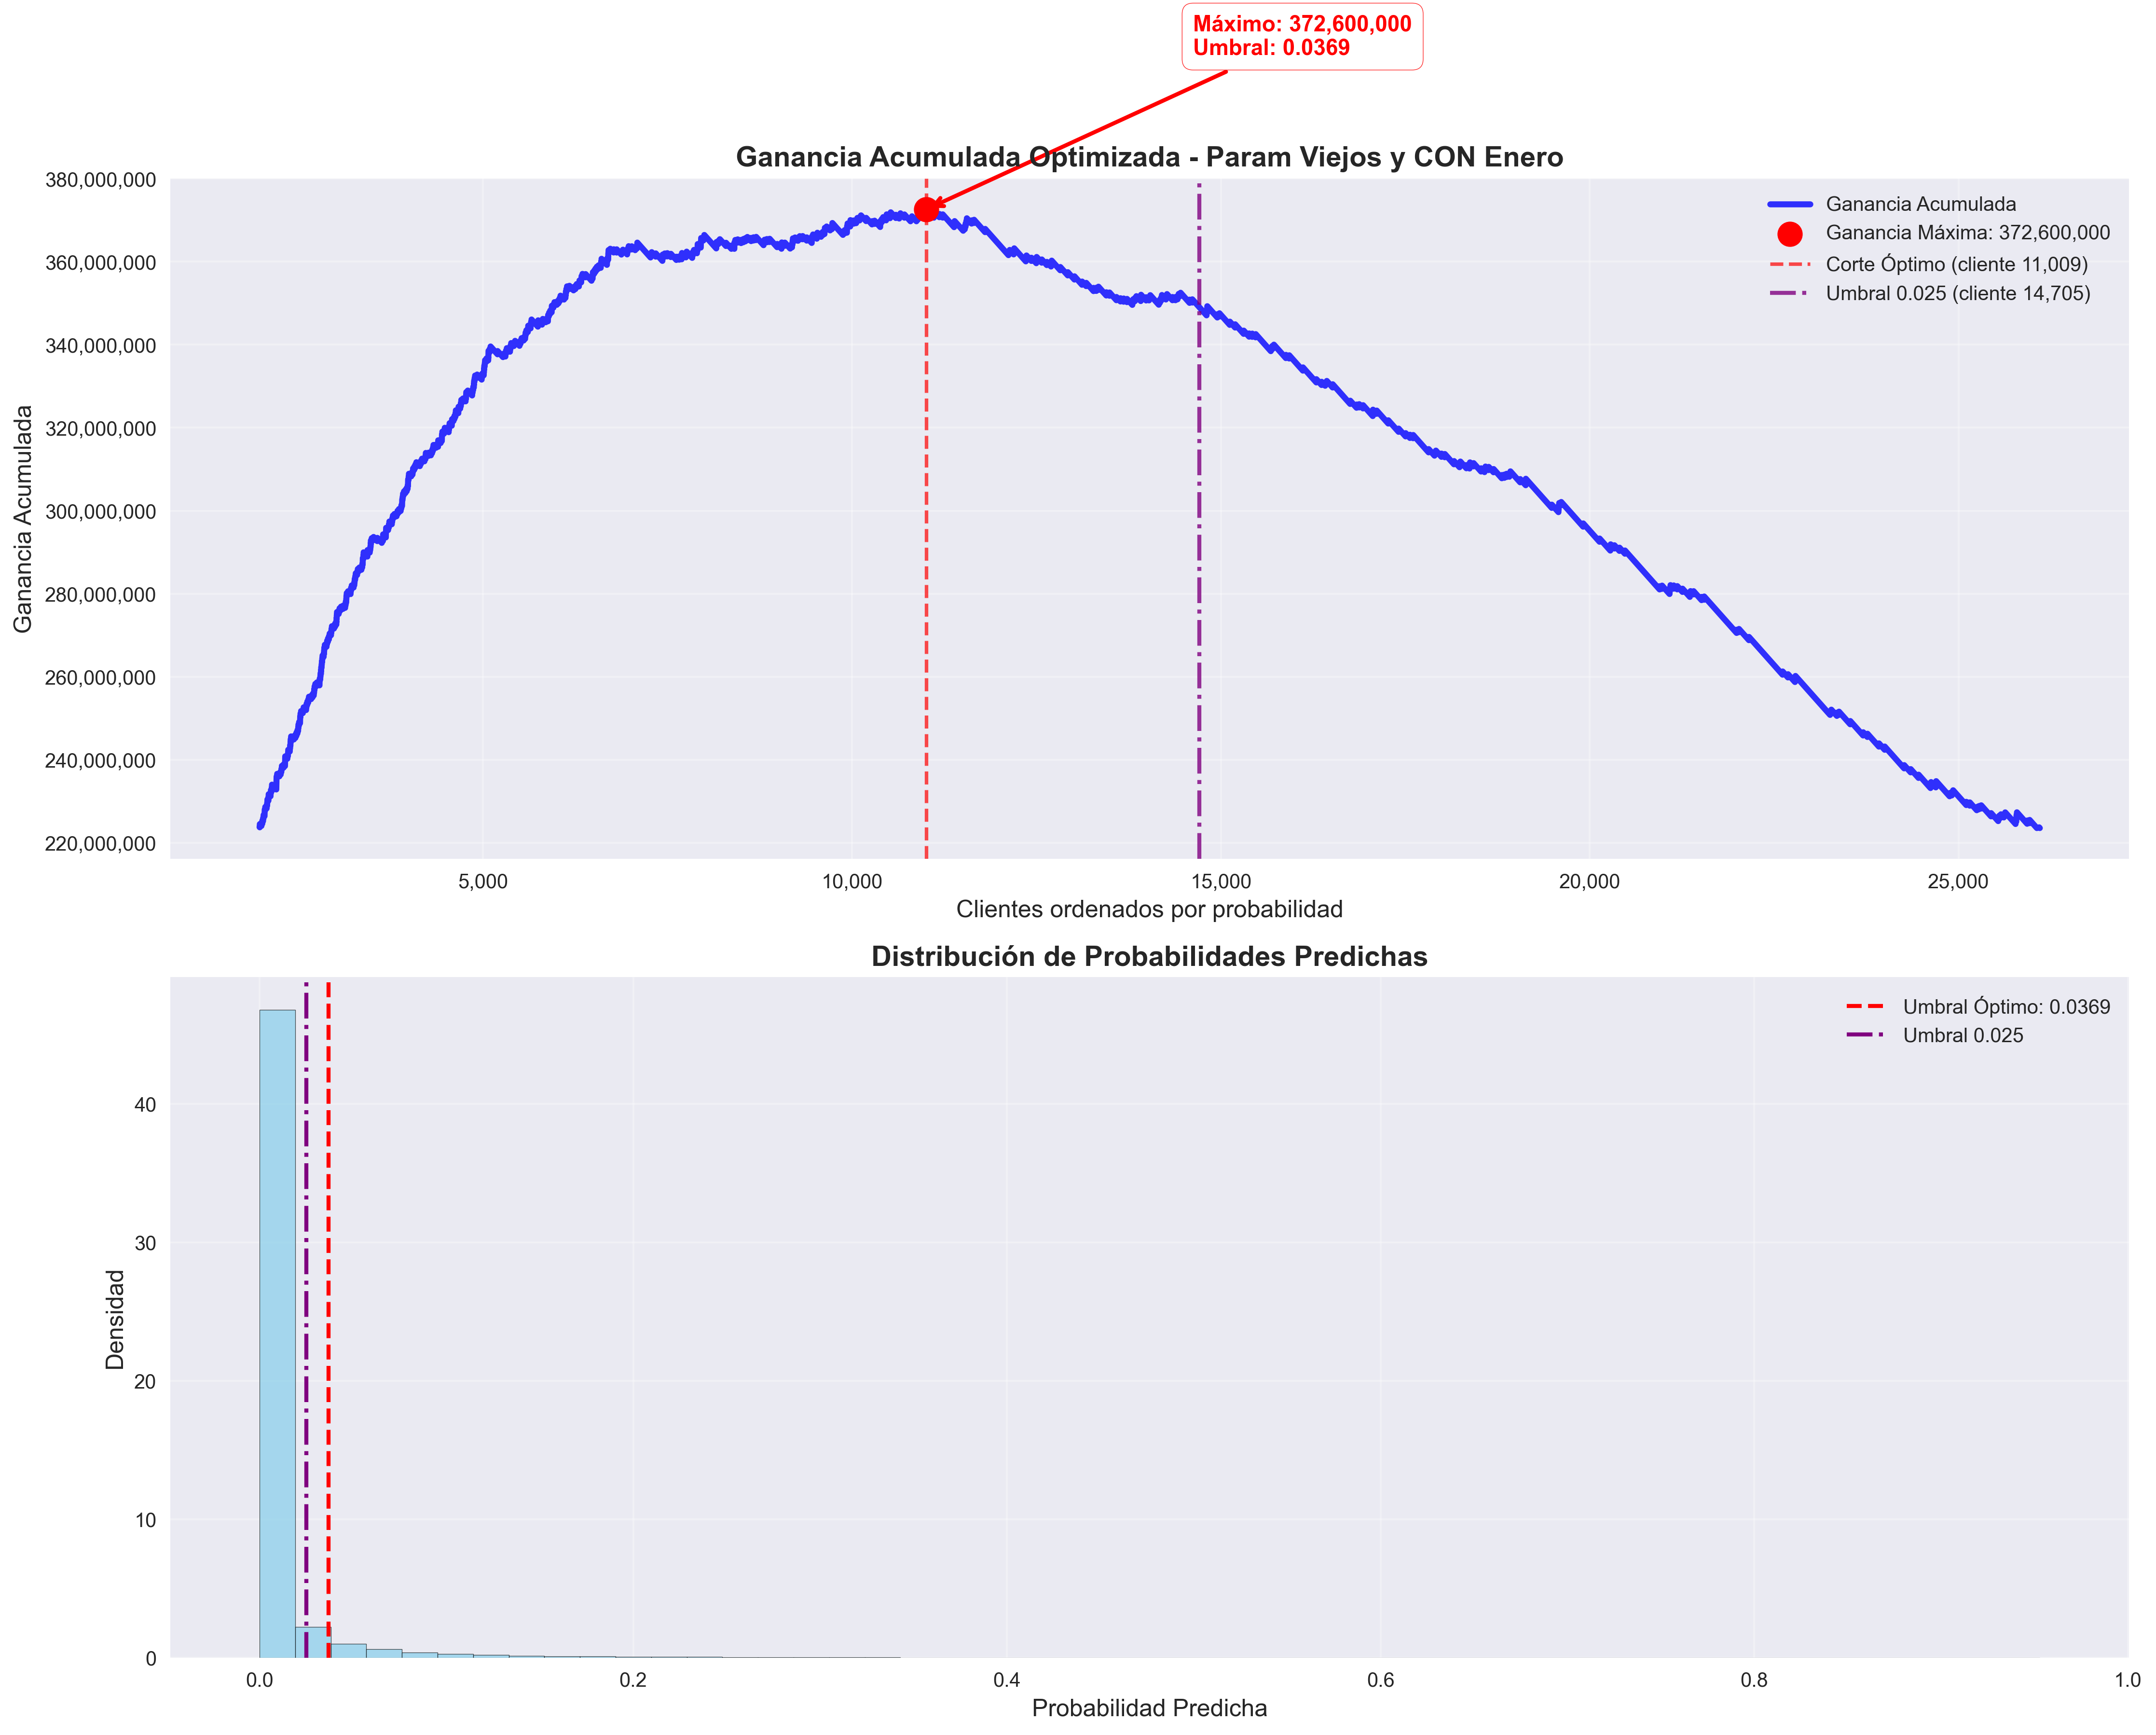 Máximo: 372,600,000
Umbral: 0.0369
Ganancia Acumulada Optimizada - Param Viejos y CON Enero
380,000,000
360,000,000
340,000,000
320,000,000
300,000,000
280,000,000
260,000,000
240,000,000
220,000,000
Ganancia Acumulada
Ganancia Acumulada
Ganancia Máxima: 372,600,000
Corte Óptimo (cliente 11,009)
Umbral 0.025 (cliente 14,705)
5,000
10,000
15,000
20,000
25,000
Clientes ordenados por probabilidad
Distribución de Probabilidades Predichas
Umbral Óptimo: 0.0369
Umbral 0.025
40
30
20
10
0
Densidad
0.0
0.2
0.4
0.6
0.8
1.0
Probabilidad Predicha